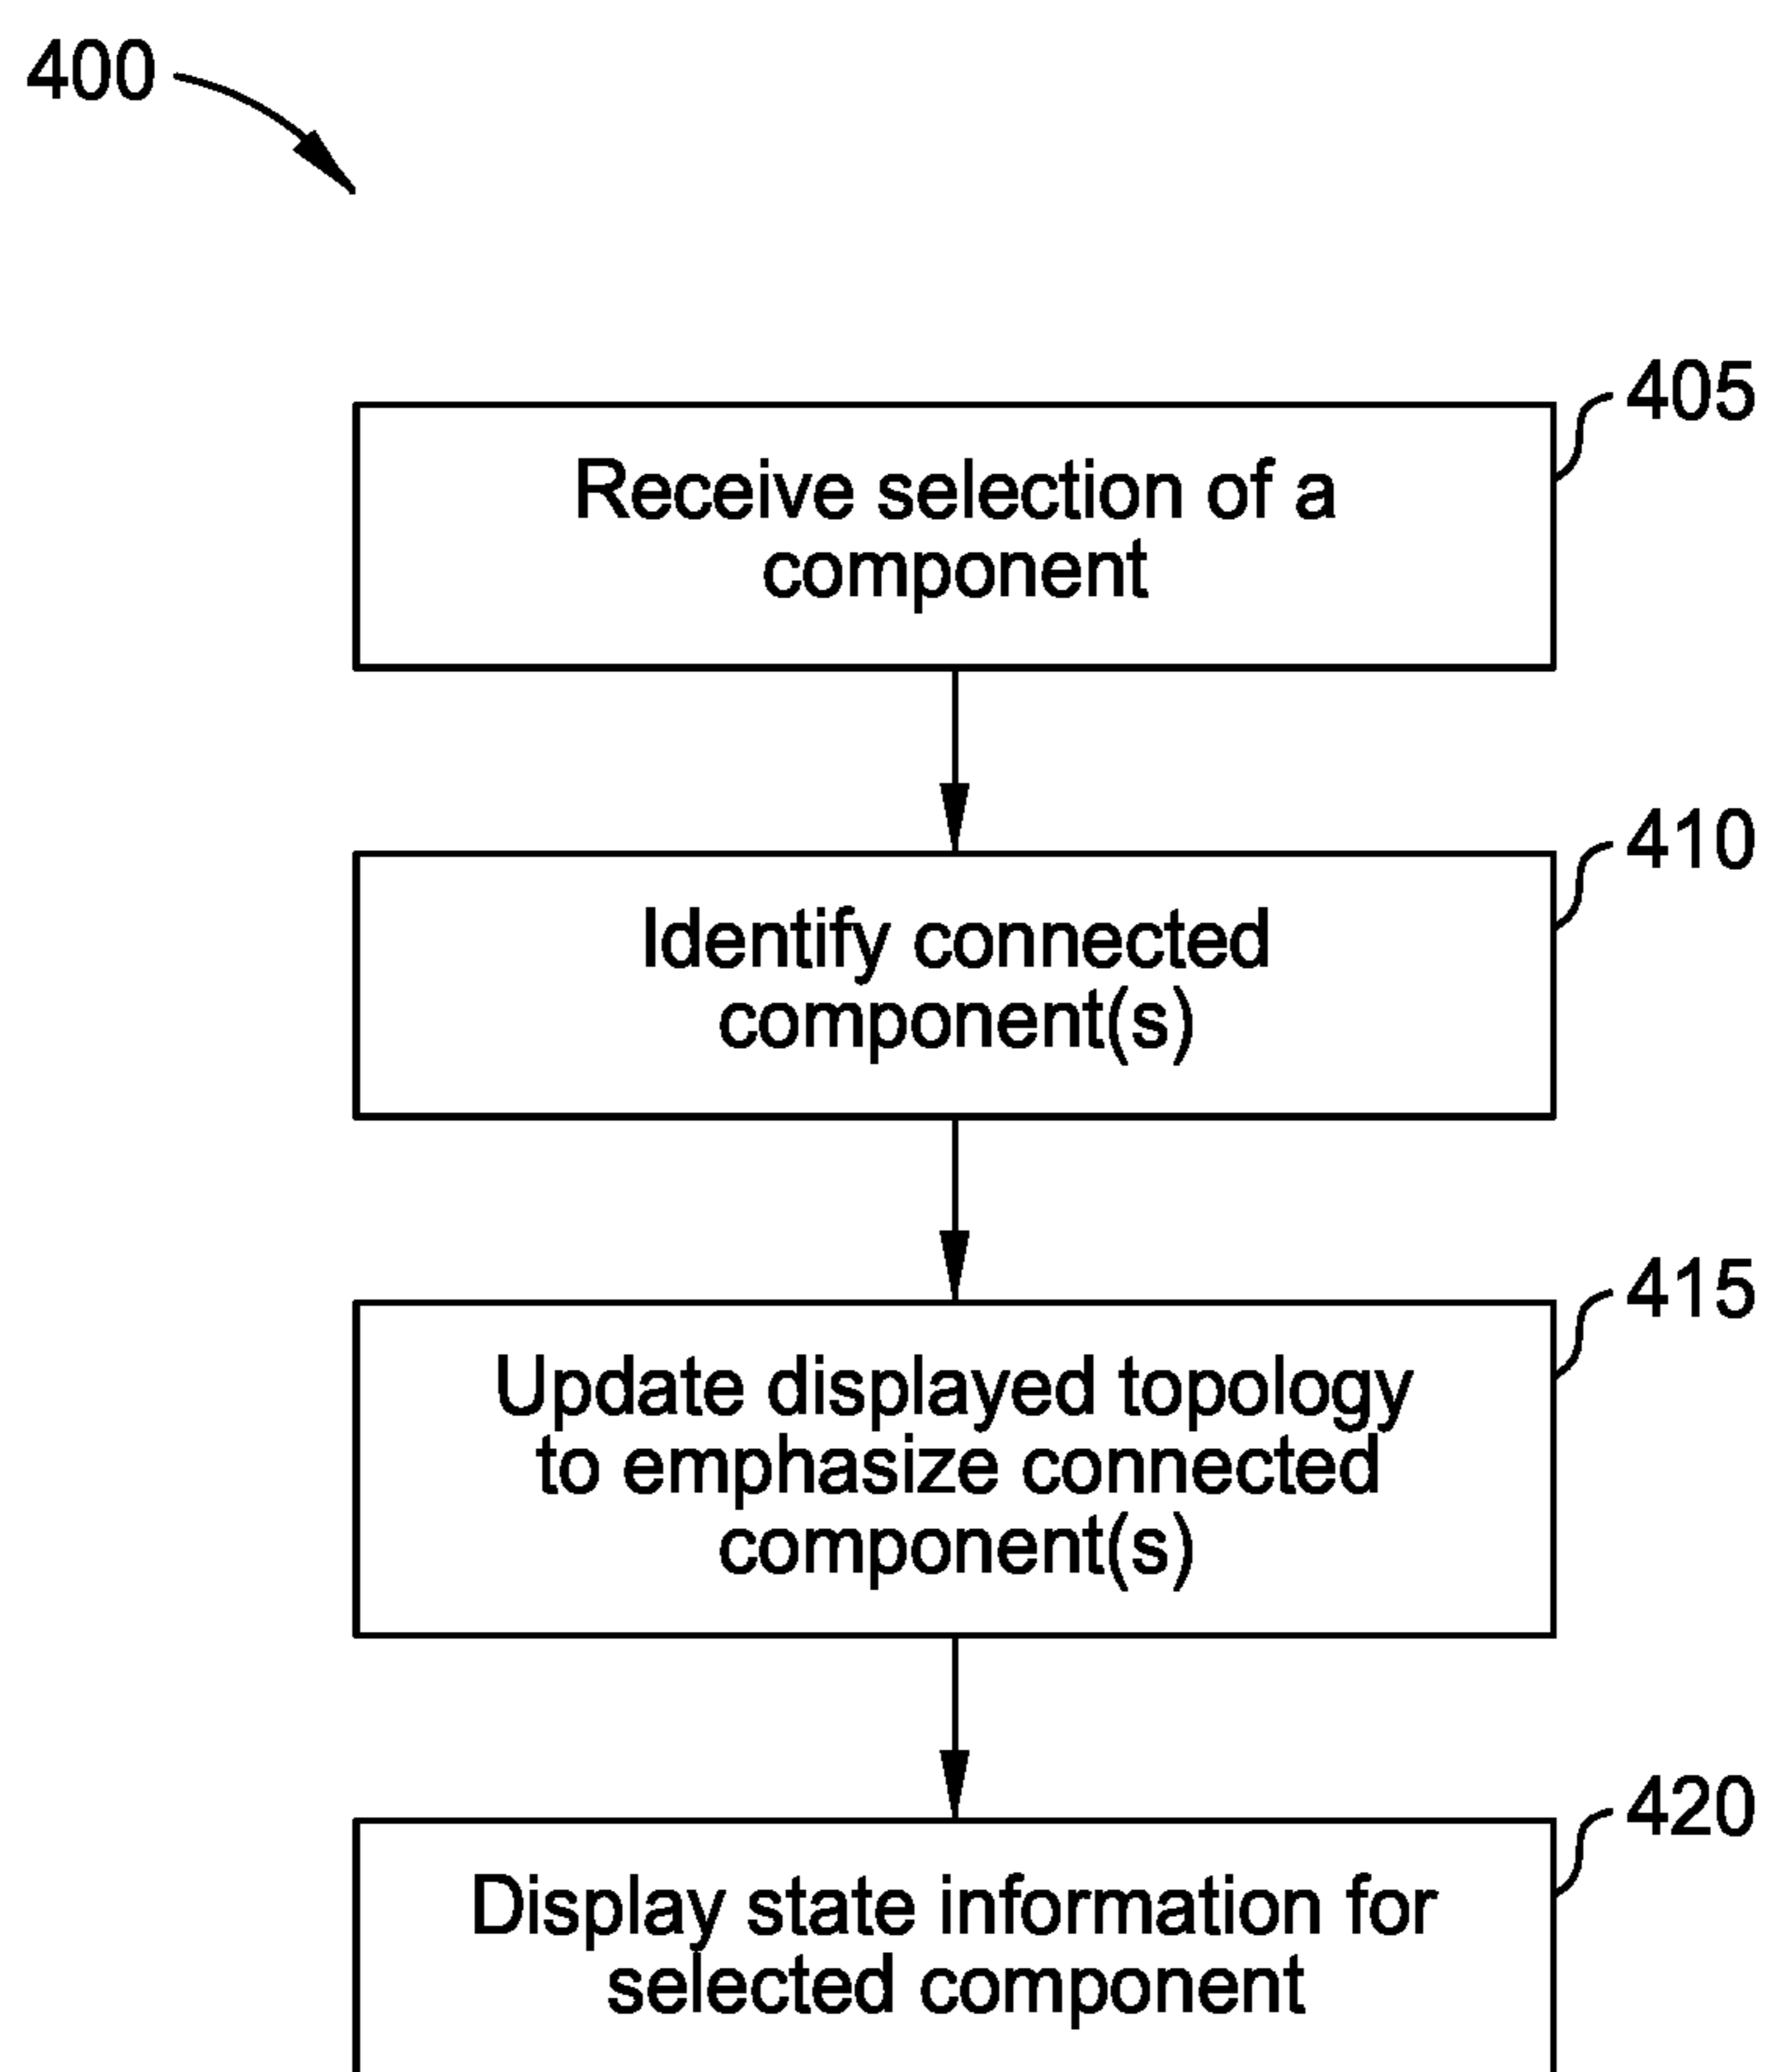 400
405
Receive selection of a
component
410
Identify connected
component(s)
415
Update displayed topology
to emphasize connected
component(s)
420
Display state information for
selected component